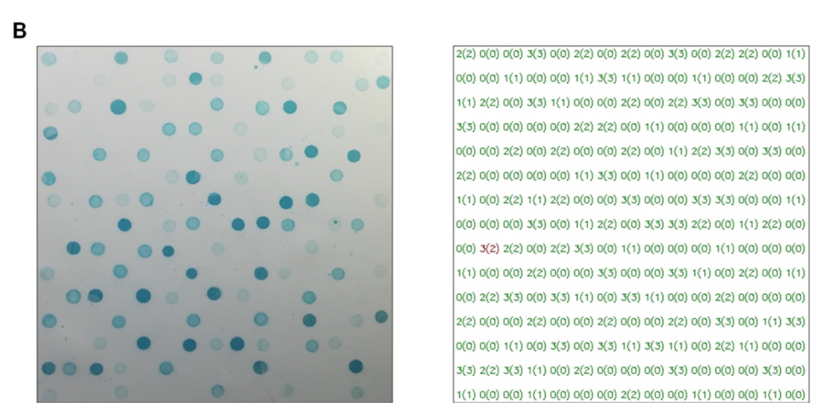 B
2(2) 0(0) 0(0) 3(3) 0(0) 2(2) 0(0) 2(2) 0(0) 3(3) 0(0) 2(2) 2(2) 0(0) 1(1)
0(0) 0(0) 1(1) 0(0) 0(0) 1(1) 3(3) 1(1) 0(0) 0(0) 1(1) 0(0) 0(0) 2(2) 3(3)
1(1) 2(2) 0(0) 3(3) 1(1) 0(0) 0(0) 2(2) 0(0) 2(2) 3(3) 0(0) 3(3) 0(0) 0(0)
3(3) 0(0) 0(0) 0(0) 0(0) 2(2) 2(2) 0(0) 1(1) 0(0) 0(0) 0(0) 1(1) 0(0) 1(1)
0(0) 0(0) 2(2) 0(0) 2(2) 0(0) 0(0) 2(2) 0(0) 1(1) 2(2) 3(3) 0(0) 3(3) 0(0)
2(2) 0(0) 0(0) 0(0) 0(0) 1(1) 3(3) 0(0) 1(1) 0(0) 0(0) 0(0) 2(2) 0(0) 0(0)
1(1) 0(0) 2(2) 1(1) 2(2) 0(0) 0(0) 3(3) 0(0) 0(0) 3(3) 3(3) 0(0) 0(0) 1(1)
0(0) 0(0) 0(0) 3(3) 0(0) 1(1) 2(2) 0(0) 3(3) 3(3) 2(2) 0(0) 1(1) 2(2) 0(0)
0(0) 3(2) 2(2) 0(0) 2(2) 3(3) 0(0) 1(1) 0(0) 0(0) 0(0) 1(1) 0(0) 0(0) 0(0)
1(1) 0(0) 0(0) 2(2) 0(0) 0(0) 3(3) 0(0) 0(0) 3(3) 1(1) 0(0) 2(2) 0(0) 1(1)
0(0) 2(2) 3(3) 0(0) 3(3) 1(1) 0(0) 3(3) 1(1) 0(0) 0(0) 2(2) 0(0) 0(0) 0(0)
2(2) 0(0) 0(0) 2(2) 0(0) 0(0) 2(2) 0(0) 0(0) 2(2) 0(0) 3(3) 0(0) 1(1) 3(3)
0(0) 0(0) 1(1) 0(0) 3(3) 0(0) 3(3) 1(1) 3(3) 1(1) 0(0) 2(2) 1(1) 0(0) 0(0)
3(3) 2(2) 3(3) 1(1) 0(0) 2(2) 0(0) 0(0) 0(0) 3(3) 0(0) 0(0) 0(0) 3(3) 0(0)
1(1) 0(0) 0(0) 1(1) 0(0) 0(0) 0(0) 2(2) 0(0) 0(0) 1(1) 0(0) 0(0) 1(1) 0(0)